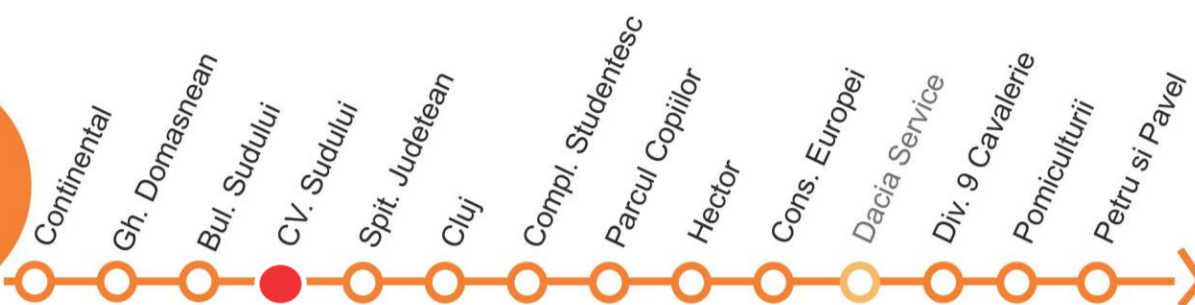 Continental
Gh. Domasnean
Bul. Sudului
CV. Sudului
Spit. Judetean
Cluj
Compl. Studentesc
Parcul Copiilor
Hector
Cons. Europei
Dacia Service
Div. 9 Cavalerie
Pomiculturii
Petru si Pavel